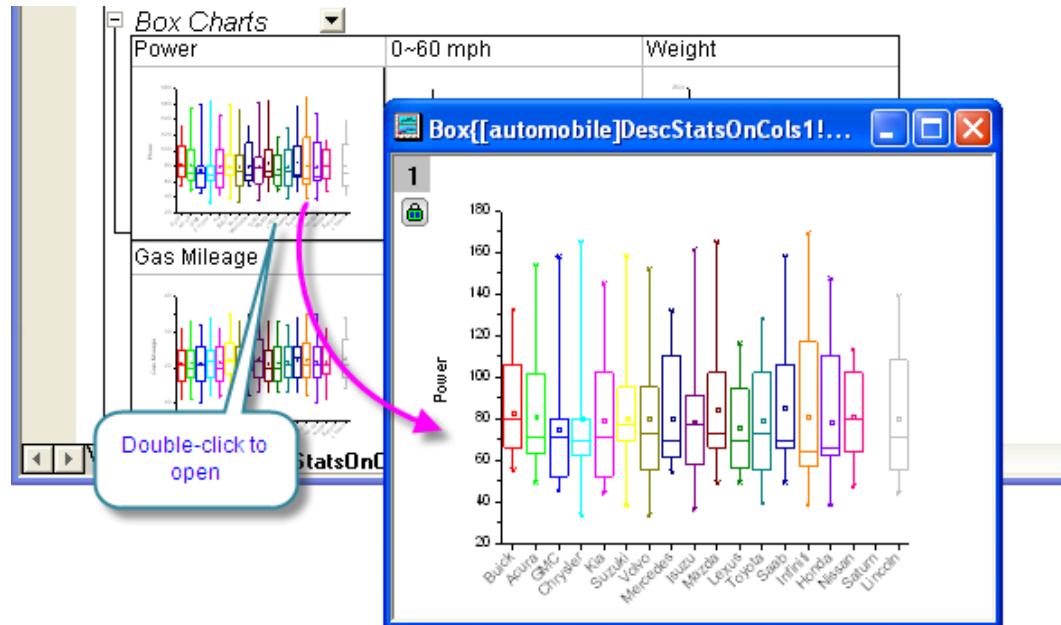 Box Charts
Power
0~60 mph
Weight
Box{[automobile]DescStatsOnCols1!...
1
Gas Mileage
Double-click to
open
StatsOnC
Power
180
160
140
120
100
80
60
40
20
Buick
Acura
GMC
Chrysler
Kia
Suzuki
Volvo
Mercedes
Isuzu
Mazda
Lexus
Toyota
Saab
Infiniti
Honda
Nissan
Saturn
Lincoln